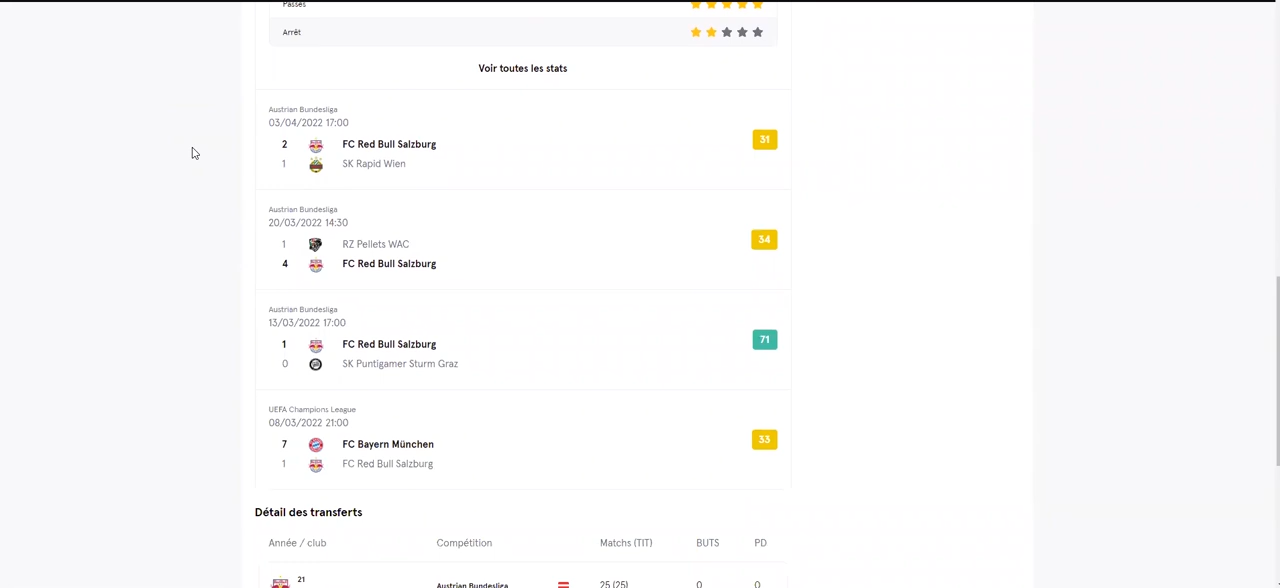 Passes
Arrêt
Voir toutes les stats
Austrian Bundesliga
03/04/2022 17:00
2 FC Red Bull Salzburg
31
1 SK Rapid Wien
Austrian Bundesliga
20/03/2022 14:30
1 RZ Pellets WAC
34
4 FC Red Bull Salzburg
Austrian Bundesliga
13/03/2022 17:00
1 FC Red Bull Salzburg
71
0 SK Puntigamer Sturm Graz
UEFA Champions League
08/03/2022 21:00
7 FC Bayern München
33
1 FC Red Bull Salzburg
Détail des transferts
Année / club Compétition Matchs (TIT) BUTS PD
21 Austrian Bundesliga 25 (25) 0 0